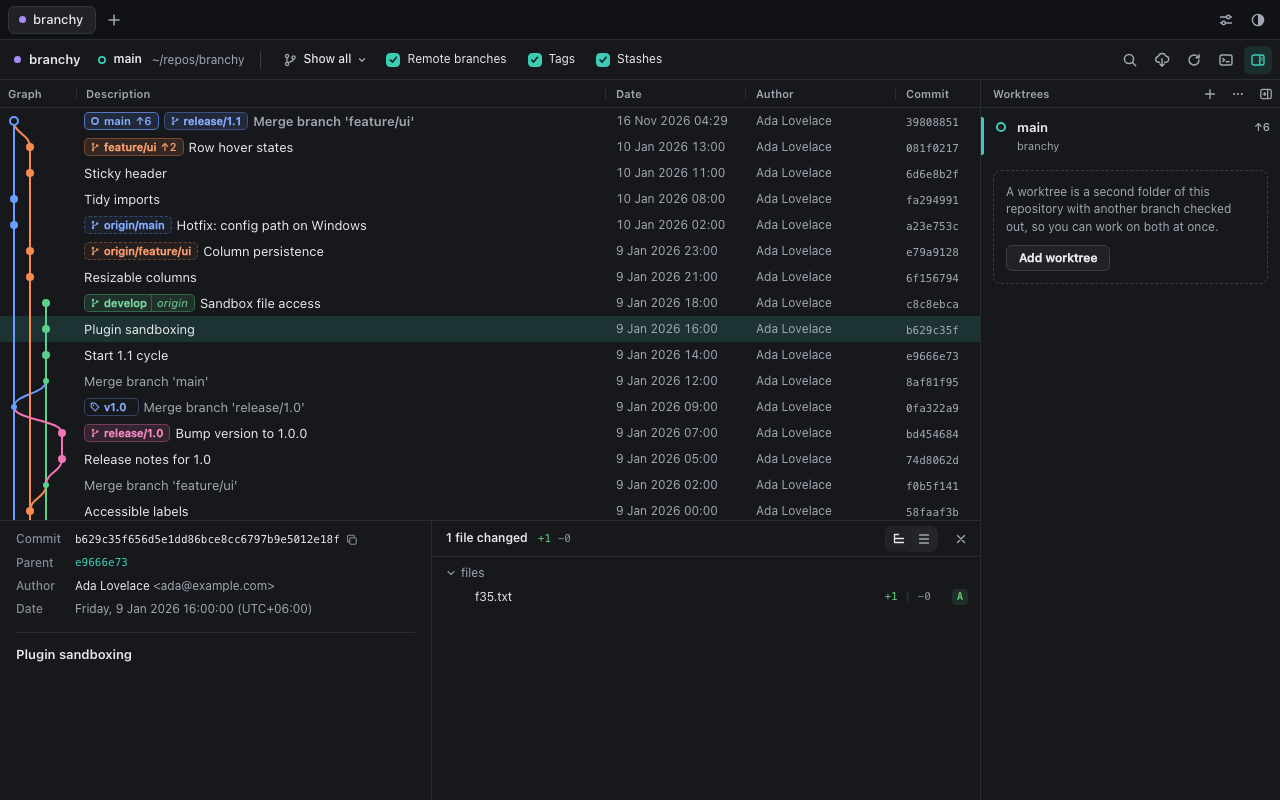 branchy
branchy main ~/repos/branchy Show all Remote branches Tags Stashes
Graph Description Date Author Commit Worktrees
main ↑6 release/1.1 Merge branch 'feature/ui' 16 Nov 2026 04:29 Ada Lovelace 39808851
feature/ui ↑2 Row hover states 10 Jan 2026 13:00 Ada Lovelace 081f0217
Sticky header 10 Jan 2026 11:00 Ada Lovelace 6d6e8b2f
Tidy imports 10 Jan 2026 08:00 Ada Lovelace fa294991
origin/main Hotfix: config path on Windows 10 Jan 2026 02:00 Ada Lovelace a23e753c
origin/feature/ui Column persistence 9 Jan 2026 23:00 Ada Lovelace e79a9128
Resizable columns 9 Jan 2026 21:00 Ada Lovelace 6f156794
develop origin Sandbox file access 9 Jan 2026 18:00 Ada Lovelace c8c8ebca
Plugin sandboxing 9 Jan 2026 16:00 Ada Lovelace b629c35f
Start 1.1 cycle 9 Jan 2026 14:00 Ada Lovelace e9666e73
Merge branch 'main' 9 Jan 2026 12:00 Ada Lovelace 8af81f95
v1.0 Merge branch 'release/1.0' 9 Jan 2026 09:00 Ada Lovelace 0fa322a9
release/1.0 Bump version to 1.0.0 9 Jan 2026 07:00 Ada Lovelace bd454684
Release notes for 1.0 9 Jan 2026 05:00 Ada Lovelace 74d8062d
Merge branch 'feature/ui' 9 Jan 2026 02:00 Ada Lovelace f0b5f141
Accessible labels 9 Jan 2026 00:00 Ada Lovelace 58faaf3b
main ↑6
branchy
A worktree is a second folder of this
repository with another branch checked
out, so you can work on both at once.
Add worktree
Commit b629c35f656d5e1dd86bce8cc6797b9e5012e18f
Parent e9666e73
Author Ada Lovelace <ada@example.com>
Date Friday, 9 Jan 2026 16:00:00 (UTC+06:00)
Plugin sandboxing
1 file changed +1 −0
files
f35.txt +1 | −0 A